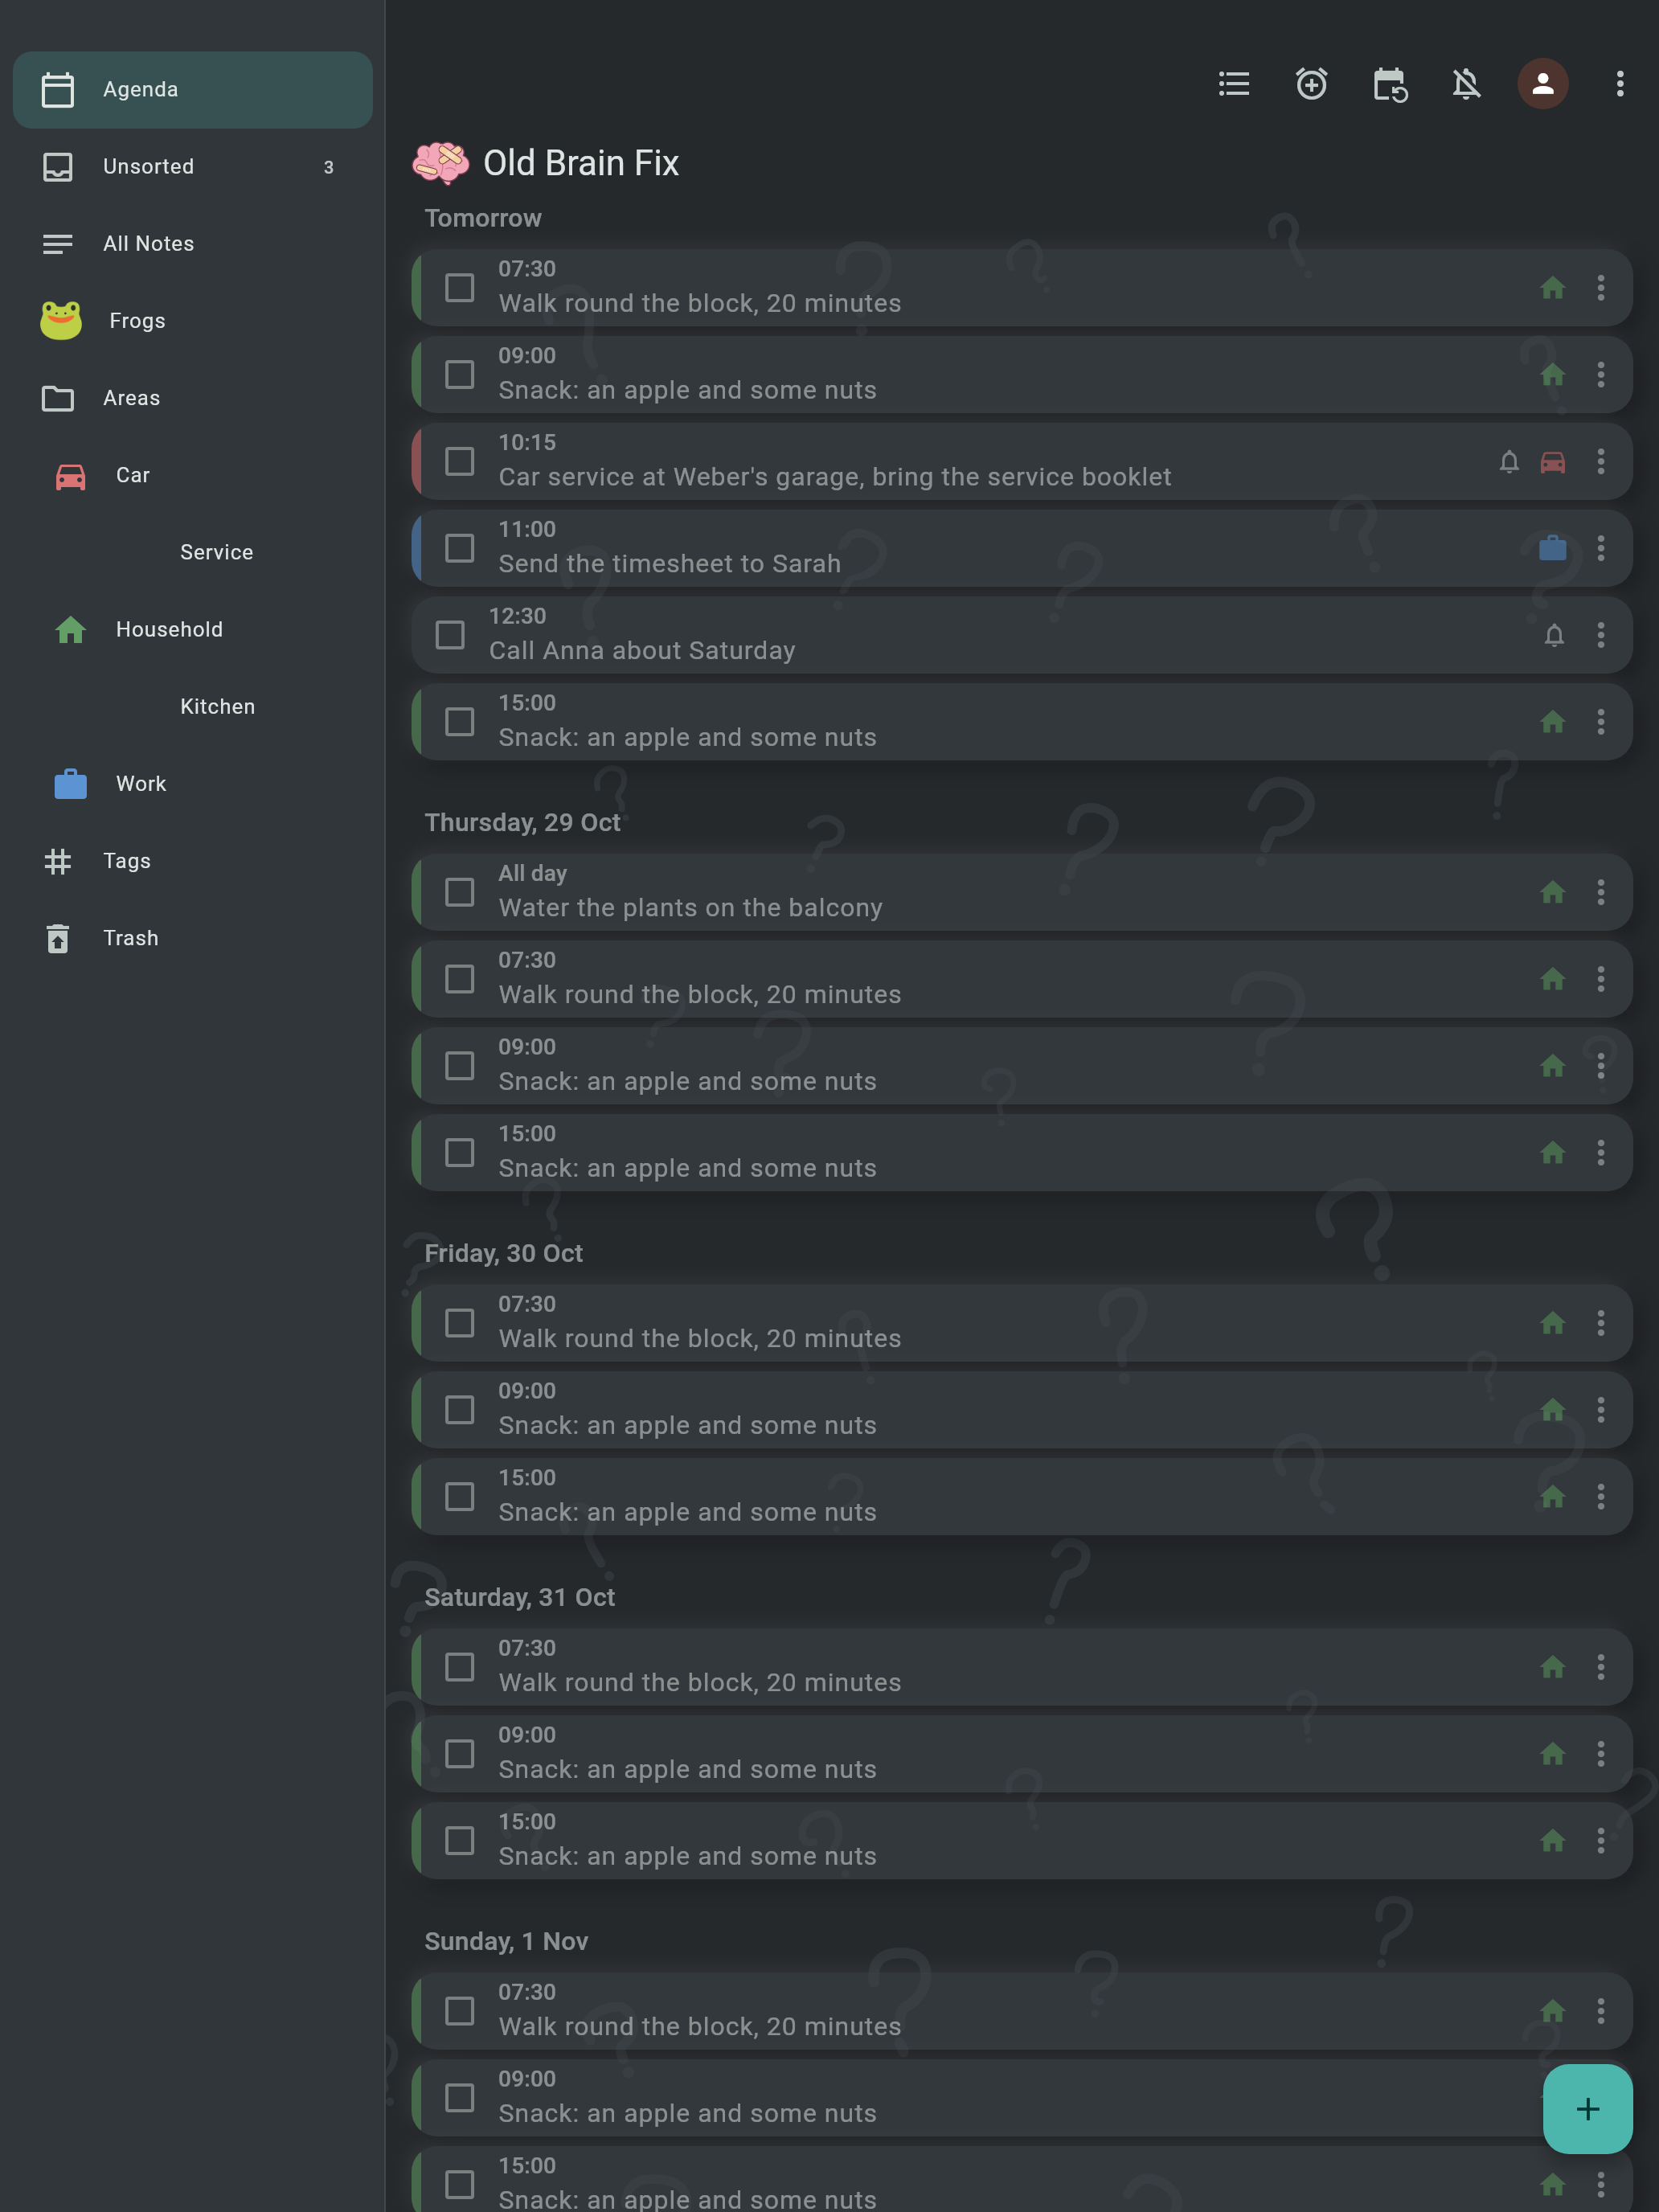 Agenda
Unsorted 3
All Notes
Frogs
Areas
Car
Service
Household
Kitchen
Work
Tags
Trash
Old Brain Fix
Tomorrow
07:30
Walk round the block, 20 minutes
09:00
Snack: an apple and some nuts
10:15
Car service at Weber's garage, bring the service booklet
11:00
Send the timesheet to Sarah
12:30
Call Anna about Saturday
15:00
Snack: an apple and some nuts
Thursday, 29 Oct
All day
Water the plants on the balcony
07:30
Walk round the block, 20 minutes
09:00
Snack: an apple and some nuts
15:00
Snack: an apple and some nuts
Friday, 30 Oct
07:30
Walk round the block, 20 minutes
09:00
Snack: an apple and some nuts
15:00
Snack: an apple and some nuts
Saturday, 31 Oct
07:30
Walk round the block, 20 minutes
09:00
Snack: an apple and some nuts
15:00
Snack: an apple and some nuts
Sunday, 1 Nov
07:30
Walk round the block, 20 minutes
09:00
Snack: an apple and some nuts
15:00
Snack: an apple and some nuts